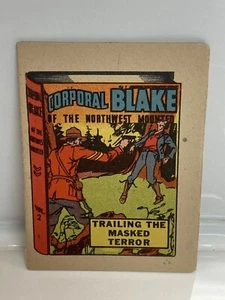 CORPORAL BLAKE
OF THE NORTHWEST MOUNTED
TRAILING THE
MASKED
TERROR